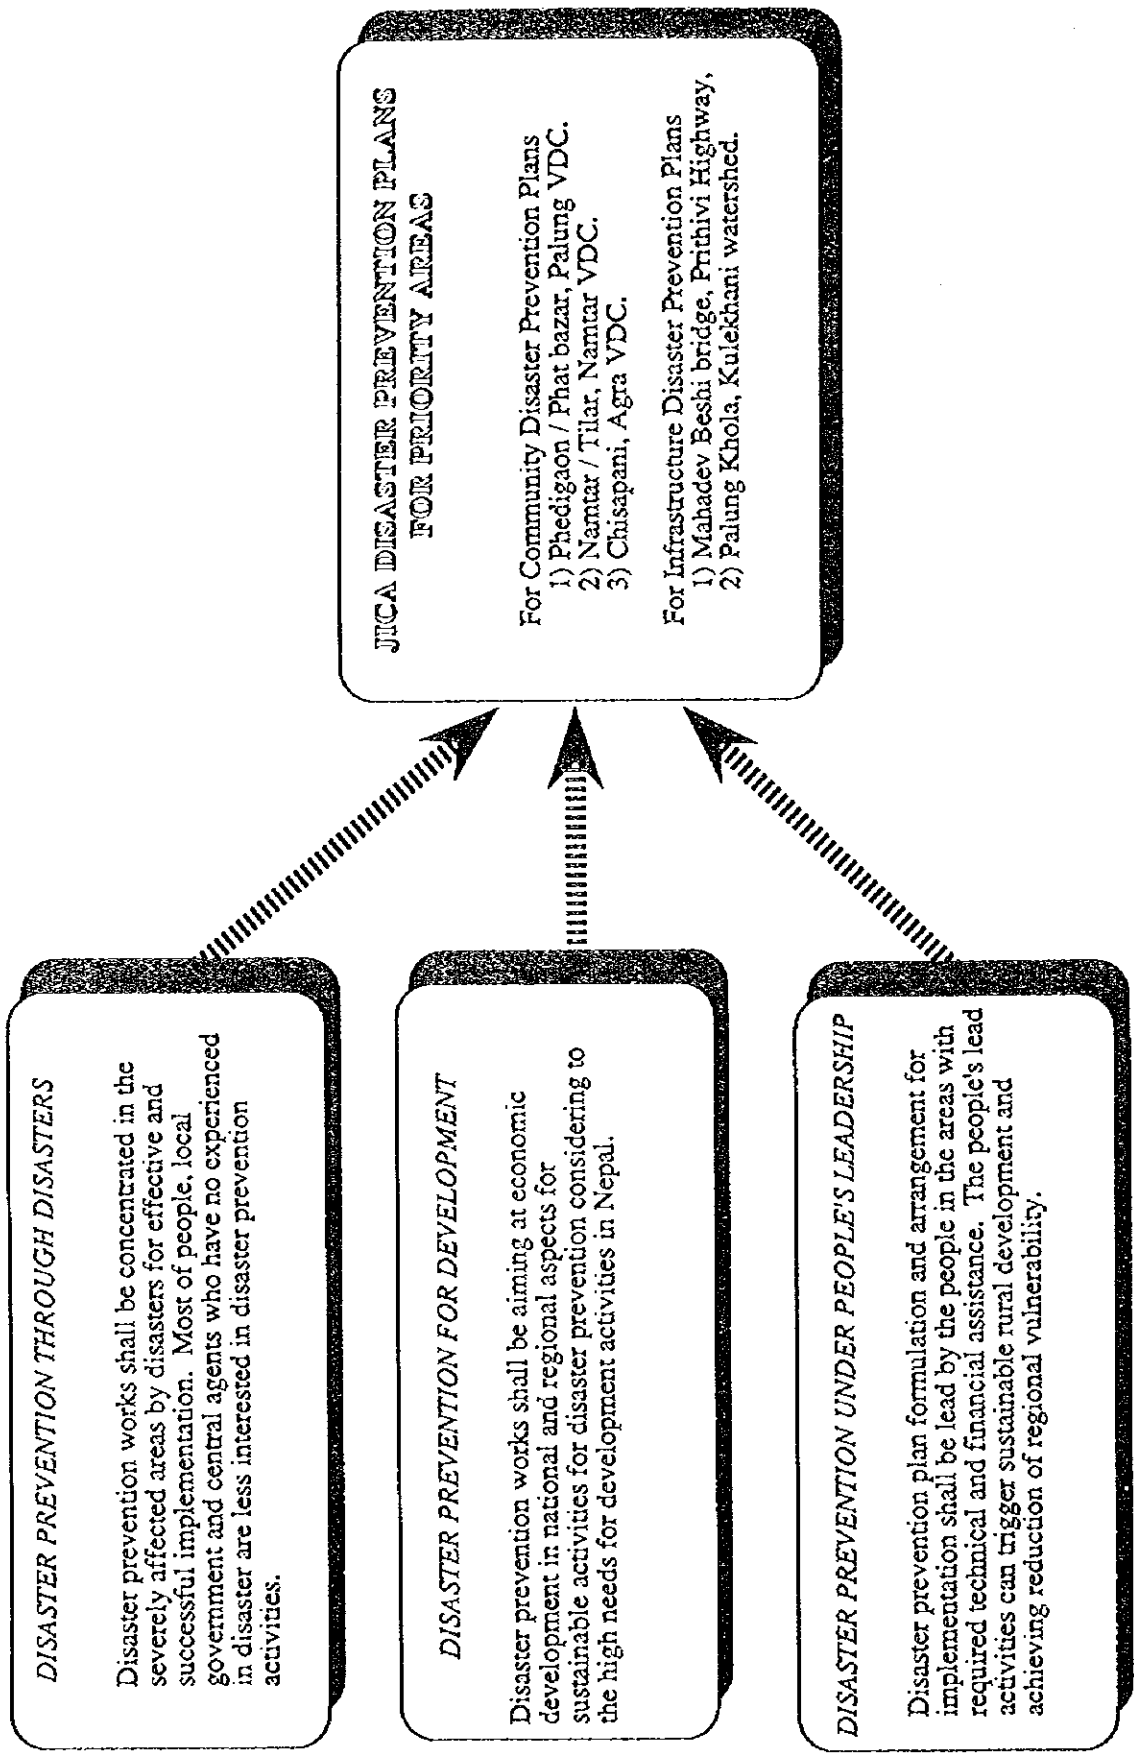 DISASTER PREVENTION THROUGH DISASTERS
Disaster prevention works shall be concentrated in the
severely affected areas by disasters for effective and
successful implementation. Most of people, local
government and central agents who have no experienced
in disaster are less interested in disaster prevention
activities.
DISASTER PREVENTION FOR DEVELOPMENT
Disaster prevention works shall be aiming at economic
development in national and regional aspects for
sustainable activities for disaster prevention considering to
the high needs for development activities in Nepal.
DISASTER PREVENTION UNDER PEOPLE'S LEADERSHIP
Disaster prevention plan formulation and arrangement for
implementation shall be lead by the people in the areas with
required technical and financial assistance. The people's lead
activities can trigger sustainable rural development and
achieving reduction of regional vulnerability.
JICA DISASTER PREVENTION PLANS
FOR PRIORITY AREAS
For Community Disaster Prevention Plans
1) Phedigaon / Phat bazar, Palung VDC.
2) Namtar / Tilar, Namtar VDC.
3) Chisapani, Agra VDC.
For Infrastructure Disaster Prevention Plans
1) Mahadev Beshi bridge, Prithivi Highway,
2) Palung Khola, Kulekhani watershed.